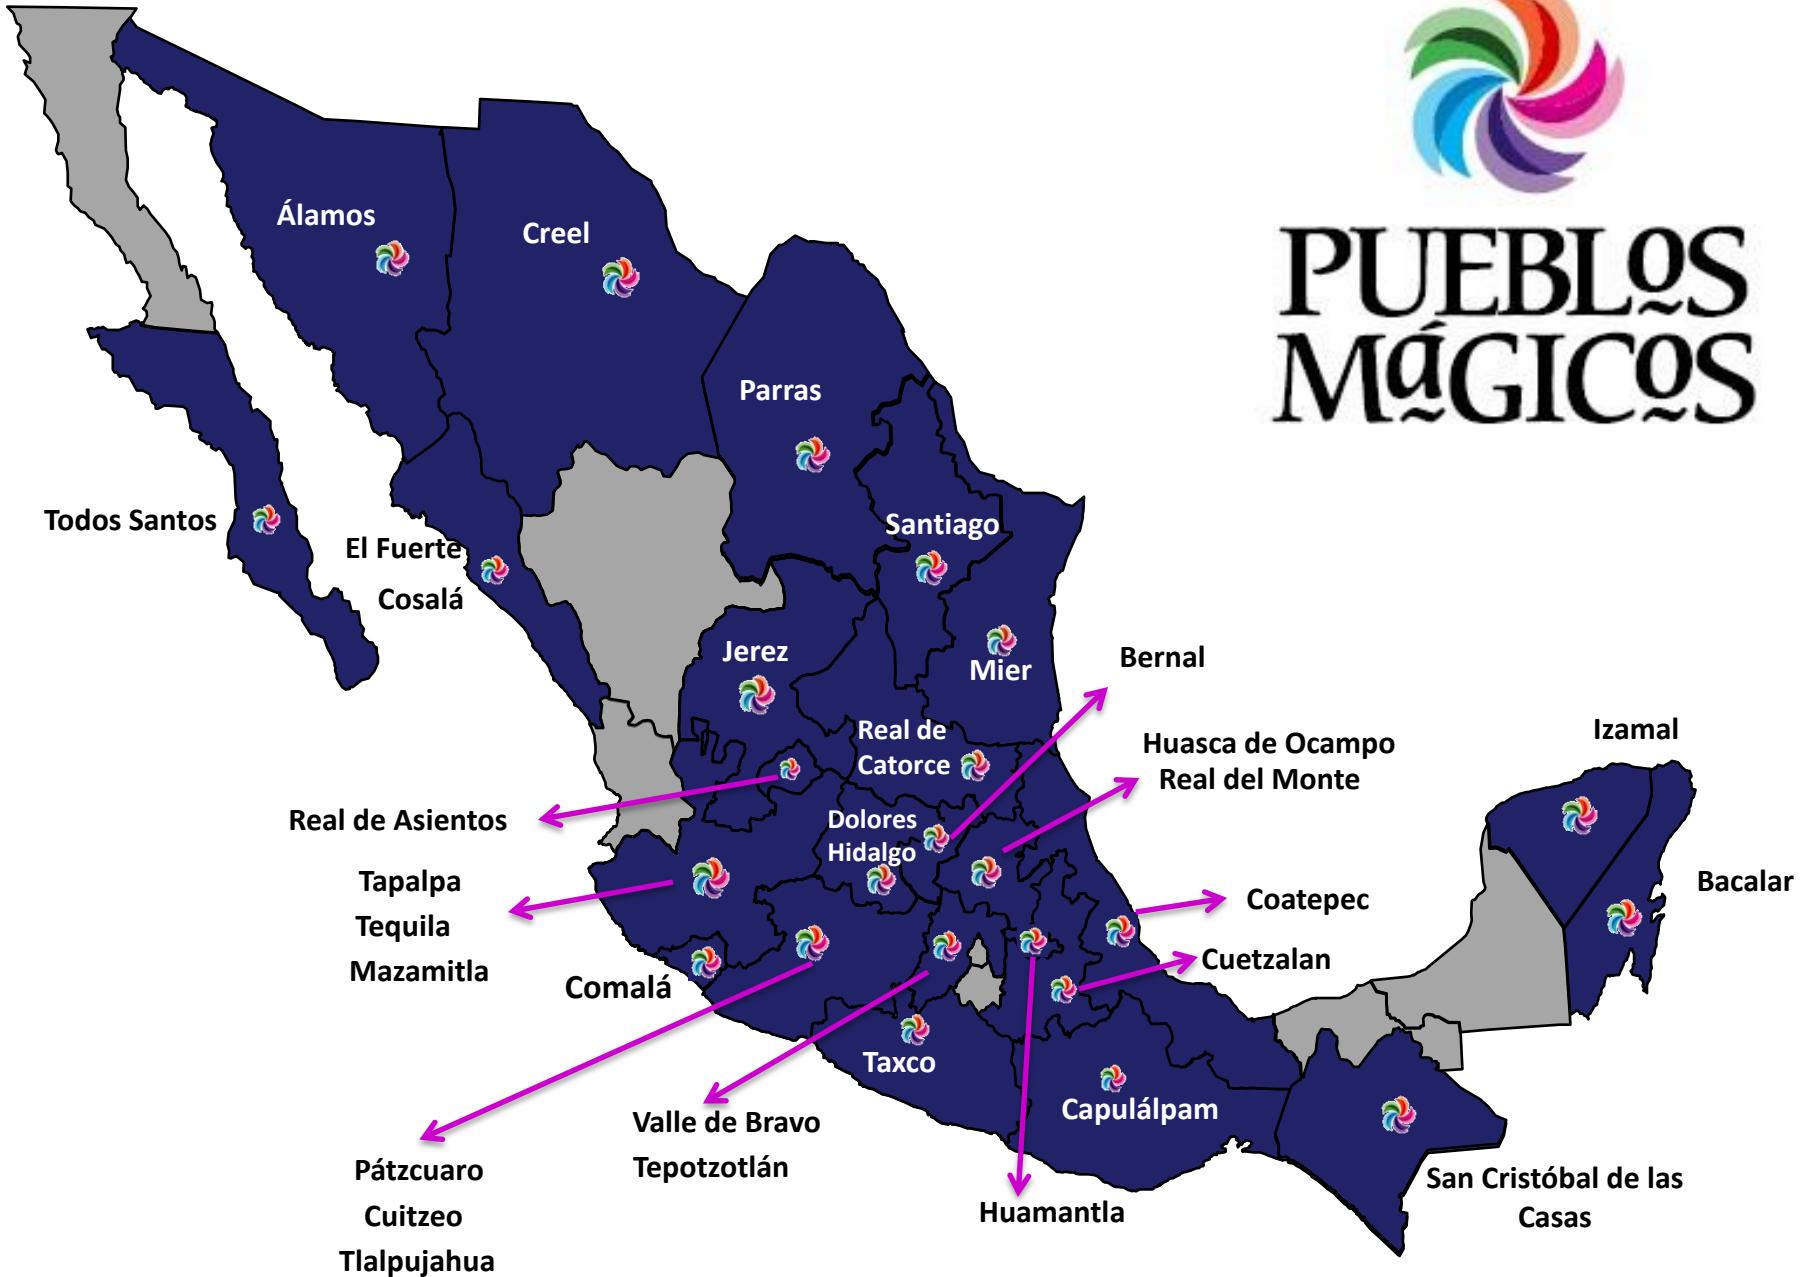 PUEBLOS
MÁGICOS
Álamos
Creel
Parras
Todos Santos
El Fuerte
Cosalá
Santiago
Jerez
Mier
Bernal
Real de
Catorce
Huasca de Ocampo
Real del Monte
Izamal
Real de Asientos
Dolores
Hidalgo
Tapalpa
Tequila
Mazamitla
Coatepec
Bacalar
Cuetzalan
Comalá
Taxco
Capulálpam
Valle de Bravo
Tepotzotlán
Pátzcuaro
Cuitzeo
Tlalpujahua
Huamantla
San Cristóbal de las
Casas